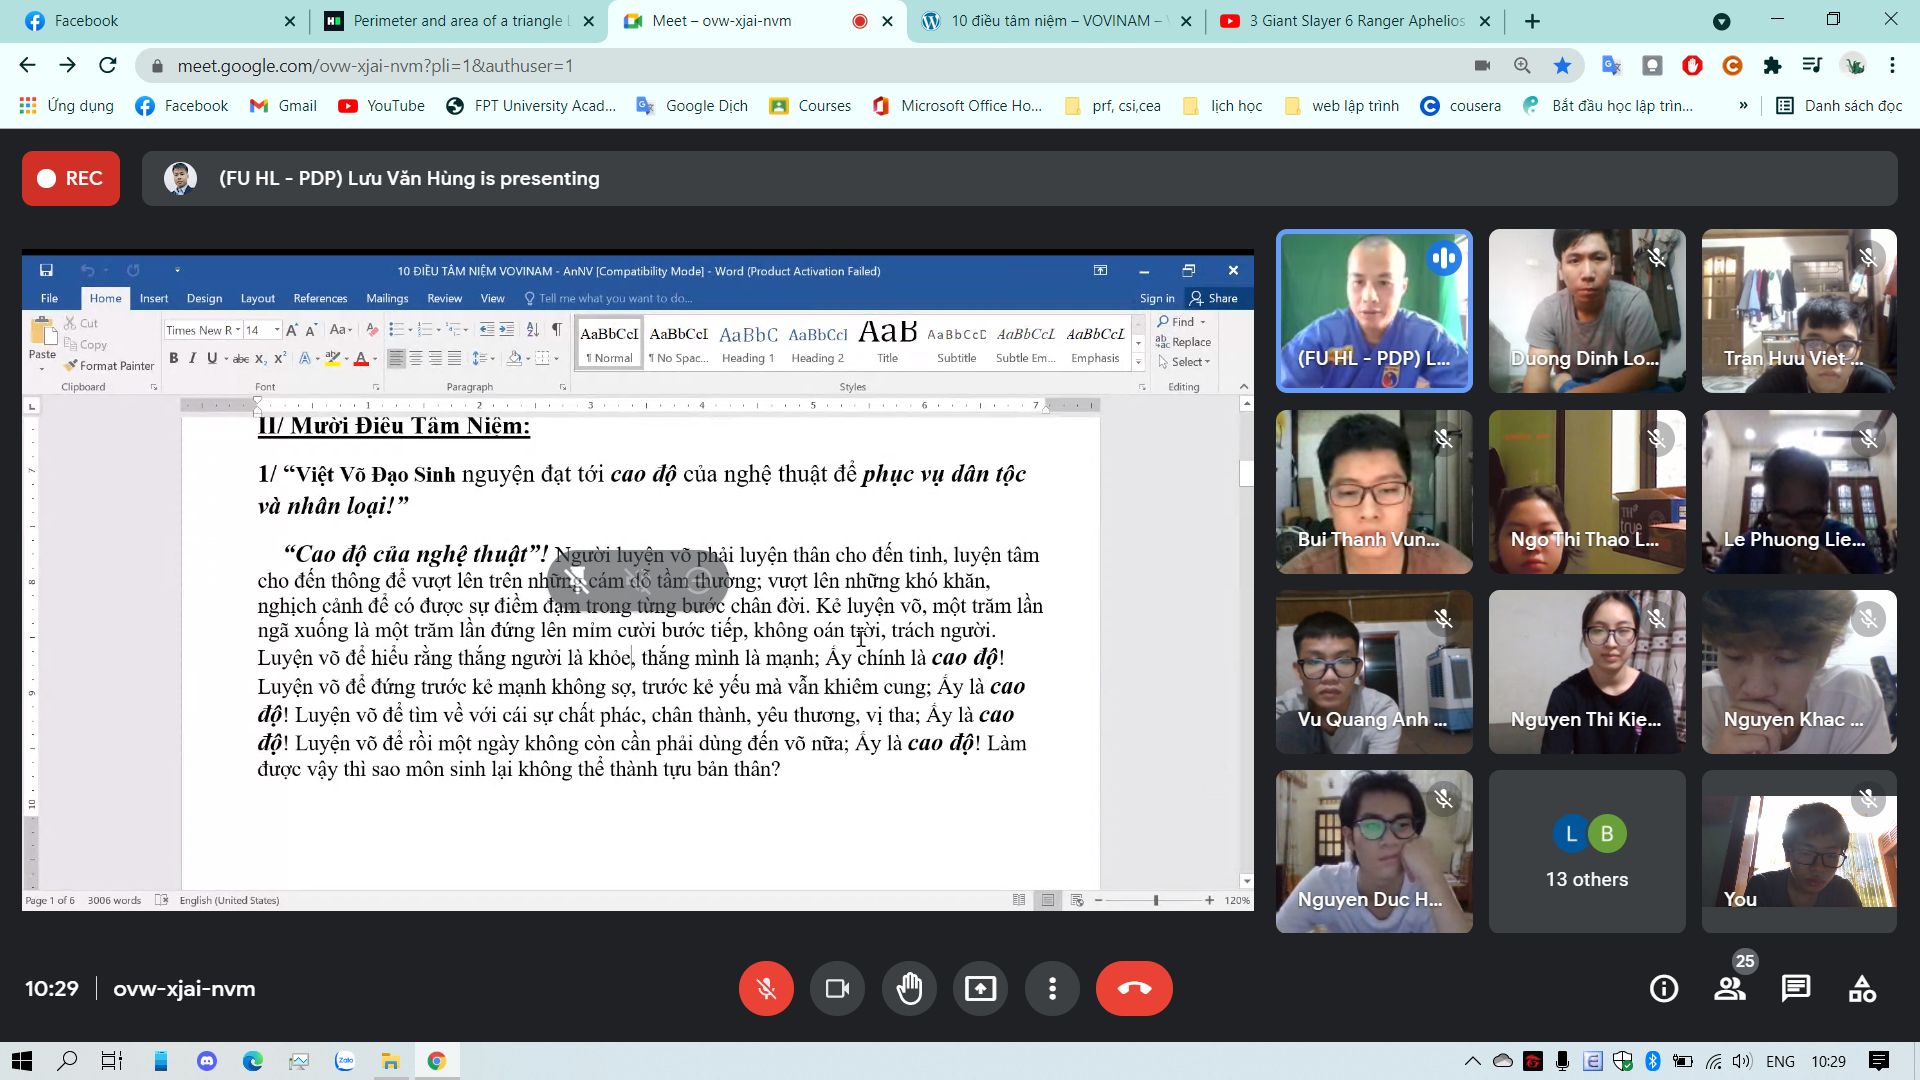 Facebook
Perimeter and area of a triangle
Meet – ovw-xjai-nvm
10 điều tâm niệm – VOVINAM –
3 Giant Slayer 6 Ranger Aphelios
meet.google.com/ovw-xjai-nvm?pli=1&authuser=1
Ứng dụng
Facebook
Gmail
YouTube
FPT University Acad...
Google Dịch
Courses
Microsoft Office Ho...
prf, csi,cea
lịch học
web lập trình
cousera
Bắt đầu học lập trìn...
»
Danh sách đọc
REC
(FU HL - PDP) Lưu Văn Hùng is presenting
10 ĐIỀU TÂM NIỆM VOVINAM - AnNV [Compatibility Mode] - Word (Product Activation Failed)
File
Home
Insert
Design
Layout
References
Mailings
Review
View
Tell me what you want to do...
Sign in
Share
Paste
Cut
Copy
Format Painter
Clipboard
Times New R
14
Font
Paragraph
AaBbCcI
¶ Normal
AaBbCcI
¶ No Spac...
AaBbC
Heading 1
AaBbCcI
Heading 2
AaB
Title
AaBbCcD
Subtitle
AaBbCcI
Subtle Em...
AaBbCcI
Emphasis
Styles
Find
Replace
Select
Editing
II/ Mười Điều Tâm Niệm:
1/ “Việt Võ Đạo Sinh nguyện đạt tới cao độ của nghệ thuật để phục vụ dân tộc
và nhân loại!”
“Cao độ của nghệ thuật”! Người luyện võ phải luyện thân cho đến tinh, luyện tâm
cho đến thông để vượt lên trên những cám dỗ tầm thường; vượt lên những khó khăn,
nghịch cảnh để có được sự điềm đạm trong từng bước chân đời. Kẻ luyện võ, một trăm lần
ngã xuống là một trăm lần đứng lên mỉm cười bước tiếp, không oán trời, trách người.
Luyện võ để hiểu rằng thắng người là khỏe, thắng mình là mạnh; Ấy chính là cao độ!
Luyện võ để đứng trước kẻ mạnh không sợ, trước kẻ yếu mà vẫn khiêm cung; Ấy là cao
độ! Luyện võ để tìm về với cái sự chất phác, chân thành, yêu thương, vị tha; Ấy là cao
độ! Luyện võ để rồi một ngày không còn cần phải dùng đến võ nữa; Ấy là cao độ! Làm
được vậy thì sao môn sinh lại không thể thành tựu bản thân?
Page 1 of 6
3006 words
English (United States)
120%
(FU HL - PDP) L...
Duong Dinh Lo...
Tran Huu Viet ...
Bui Thanh Vun...
Ngo Thi Thao L...
Le Phuong Lie...
Vu Quang Anh ...
Nguyen Thi Kie...
Nguyen Khac ...
Nguyen Duc H...
L
B
13 others
You
10:29
ovw-xjai-nvm
25
Zalo
ENG
10:29